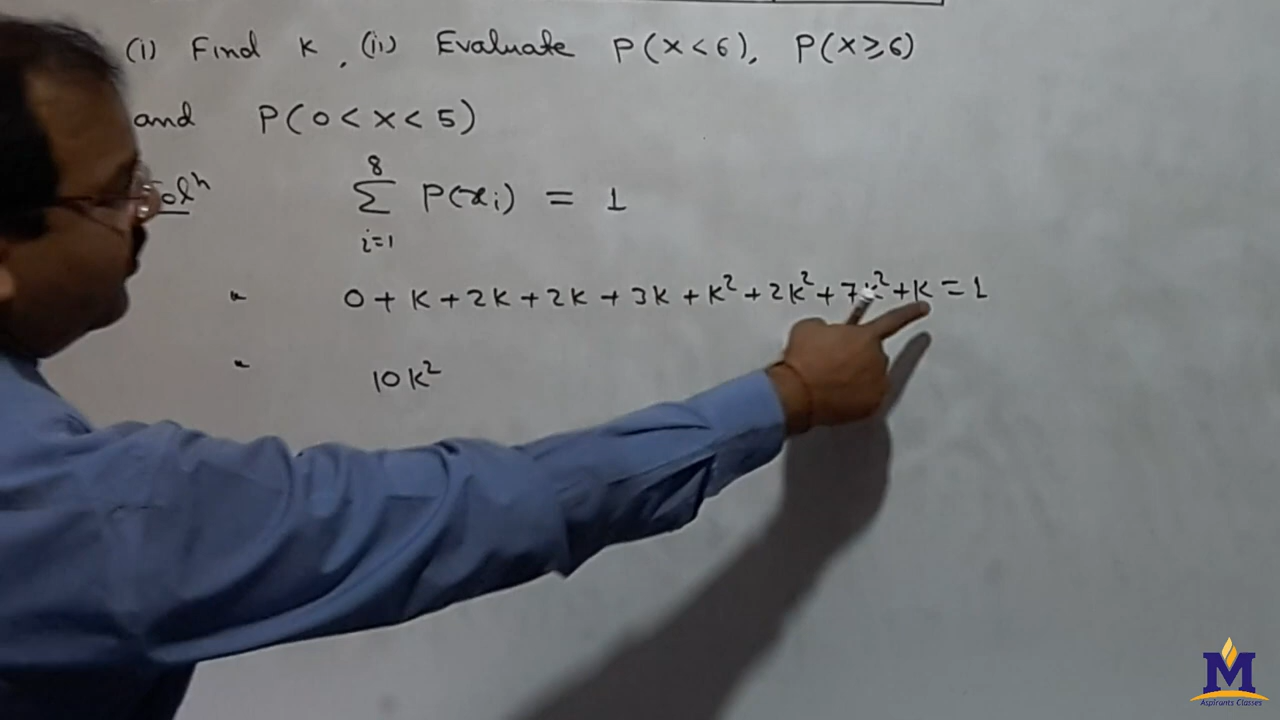 (i) Find K, (ii) Evaluate P(X<6), P(X≥6)
and P(0<X<5)
Solⁿ
8
∑ P(xᵢ) = 1
i=1
" 0 + K + 2K + 2K + 3K + K² + 2K² + 7K² + K = 1
" 10K²
M
Aspirants Classes